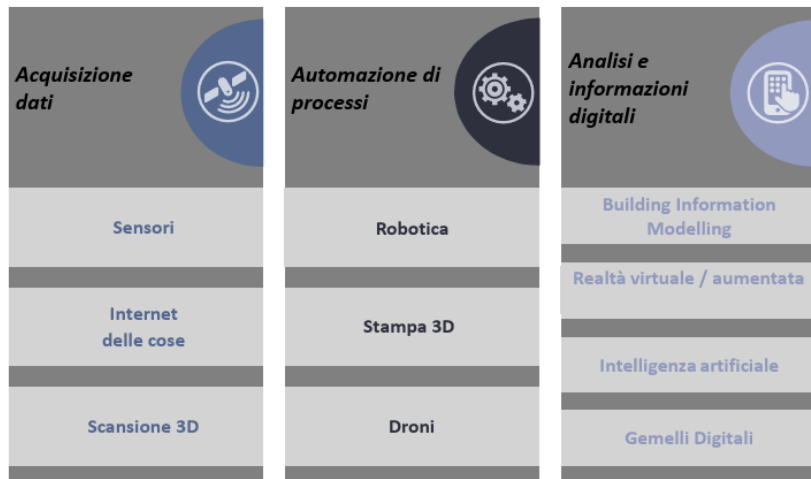 Acquisizione
dati
Sensori
Internet
delle cose
Scansione 3D
Automazione di
processi
Robotica
Stampa 3D
Droni
Analisi e
informazioni
digitali
Building Information
Modelling
Realtà virtuale / aumentata
Intelligenza artificiale
Gemelli Digitali